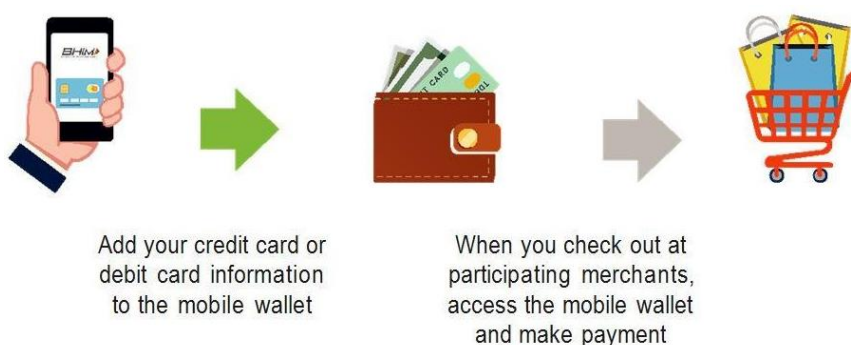 BHIM
Add your credit card or
debit card information
to the mobile wallet
When you check out at
participating merchants,
access the mobile wallet
and make payment